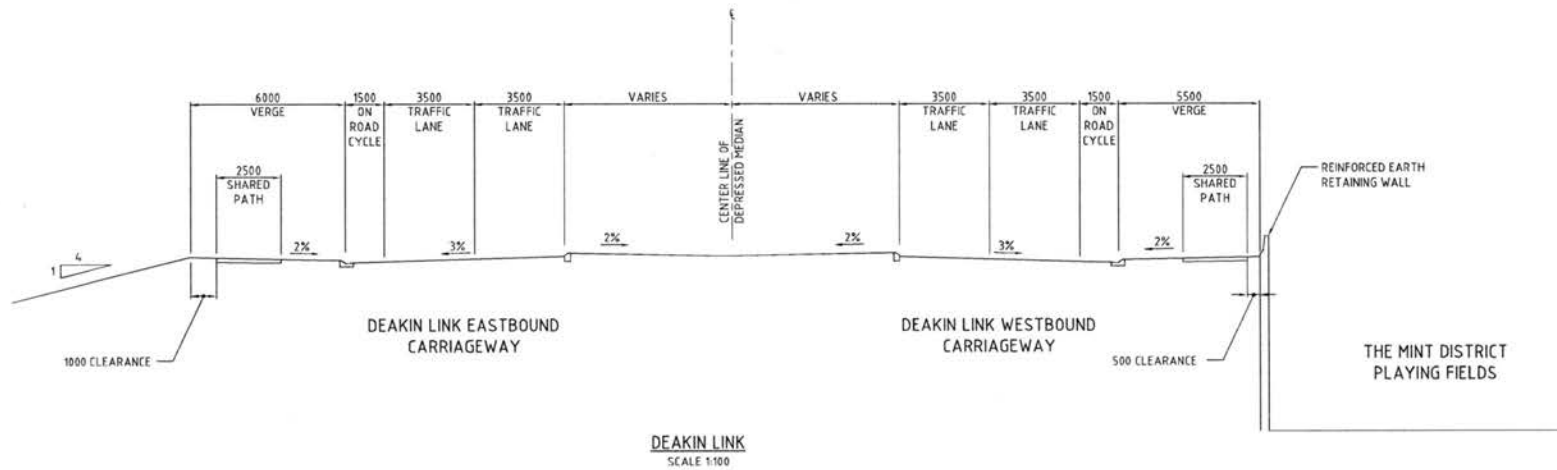 ℄
6000
VERGE
1500
ON
ROAD
CYCLE
3500
TRAFFIC
LANE
3500
TRAFFIC
LANE
VARIES
VARIES
3500
TRAFFIC
LANE
3500
TRAFFIC
LANE
1500
ON
ROAD
CYCLE
5500
VERGE
2500
SHARED
PATH
CENTER LINE OF
DEPRESSED MEDIAN
2500
SHARED
PATH
REINFORCED EARTH
RETAINING WALL
1
4
2%
3%
2%
2%
3%
2%
1000 CLEARANCE
DEAKIN LINK EASTBOUND
CARRIAGEWAY
DEAKIN LINK WESTBOUND
CARRIAGEWAY
500 CLEARANCE
THE MINT DISTRICT
PLAYING FIELDS
DEAKIN LINK
SCALE 1:100